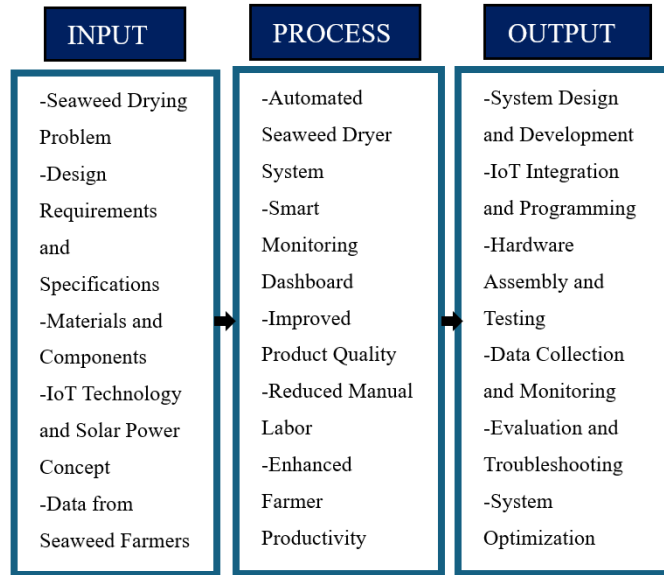 INPUT
-Seaweed Drying
Problem
-Design
Requirements
and
Specifications
-Materials and
Components
-IoT Technology
and Solar Power
Concept
-Data from
Seaweed Farmers
PROCESS
-Automated
Seaweed Dryer
System
-Smart
Monitoring
Dashboard
-Improved
Product Quality
-Reduced Manual
Labor
-Enhanced
Farmer
Productivity
OUTPUT
-System Design
and Development
-IoT Integration
and Programming
-Hardware
Assembly and
Testing
-Data Collection
and Monitoring
-Evaluation and
Troubleshooting
-System
Optimization